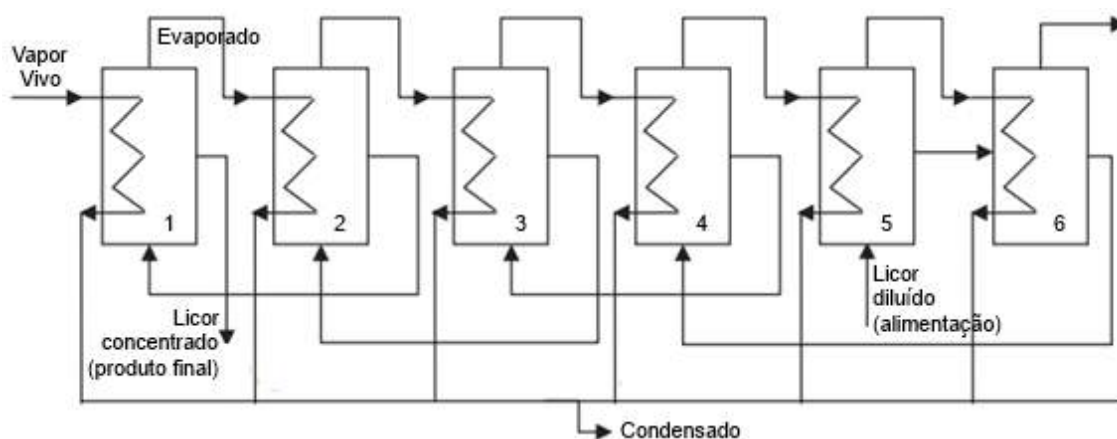 Evaporado
Vapor
Vivo
1
2
3
4
5
6
Licor
concentrado
(produto final)
Licor
diluído
(alimentação)
Condensado